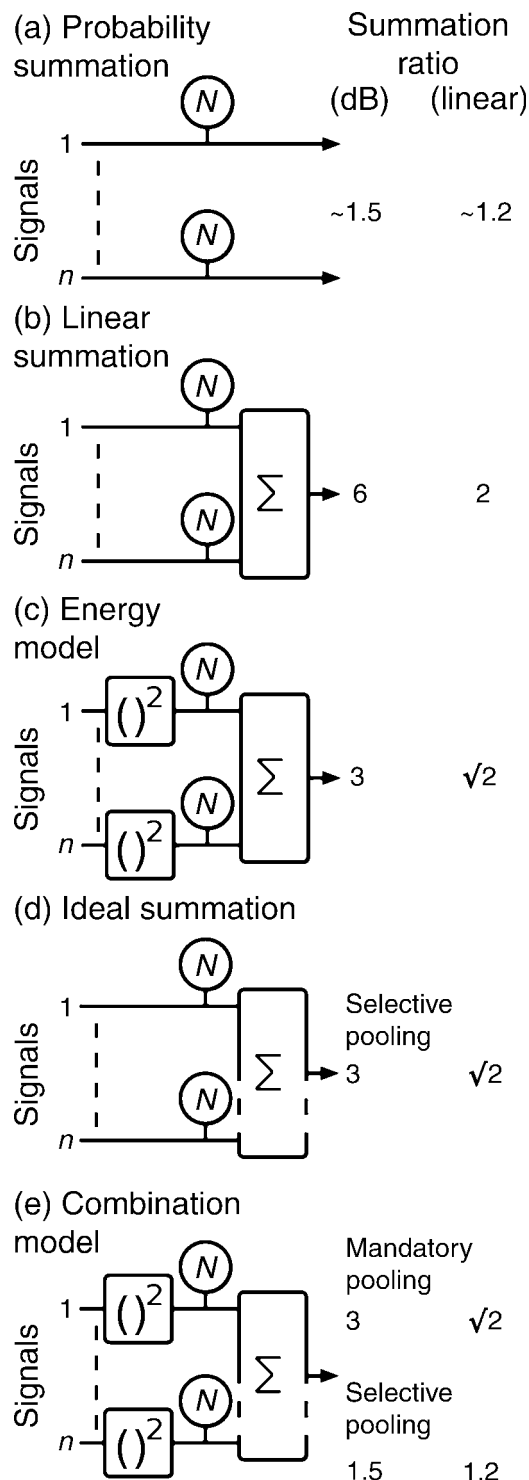 (a) Probability summation
Summation ratio
(dB) (linear)
N
1
Signals
~1.5 ~1.2
N
n
(b) Linear summation
N
1
Signals
Σ 6 2
N
n
(c) Energy model
N
1 ()²
Signals
Σ 3 √2
N
n ()²
(d) Ideal summation
N
1
Selective pooling
Signals
Σ 3 √2
N
n
(e) Combination model
N
Mandatory pooling
1 ()²
3 √2
Signals
Σ
Selective pooling
N
n ()²
1.5 1.2